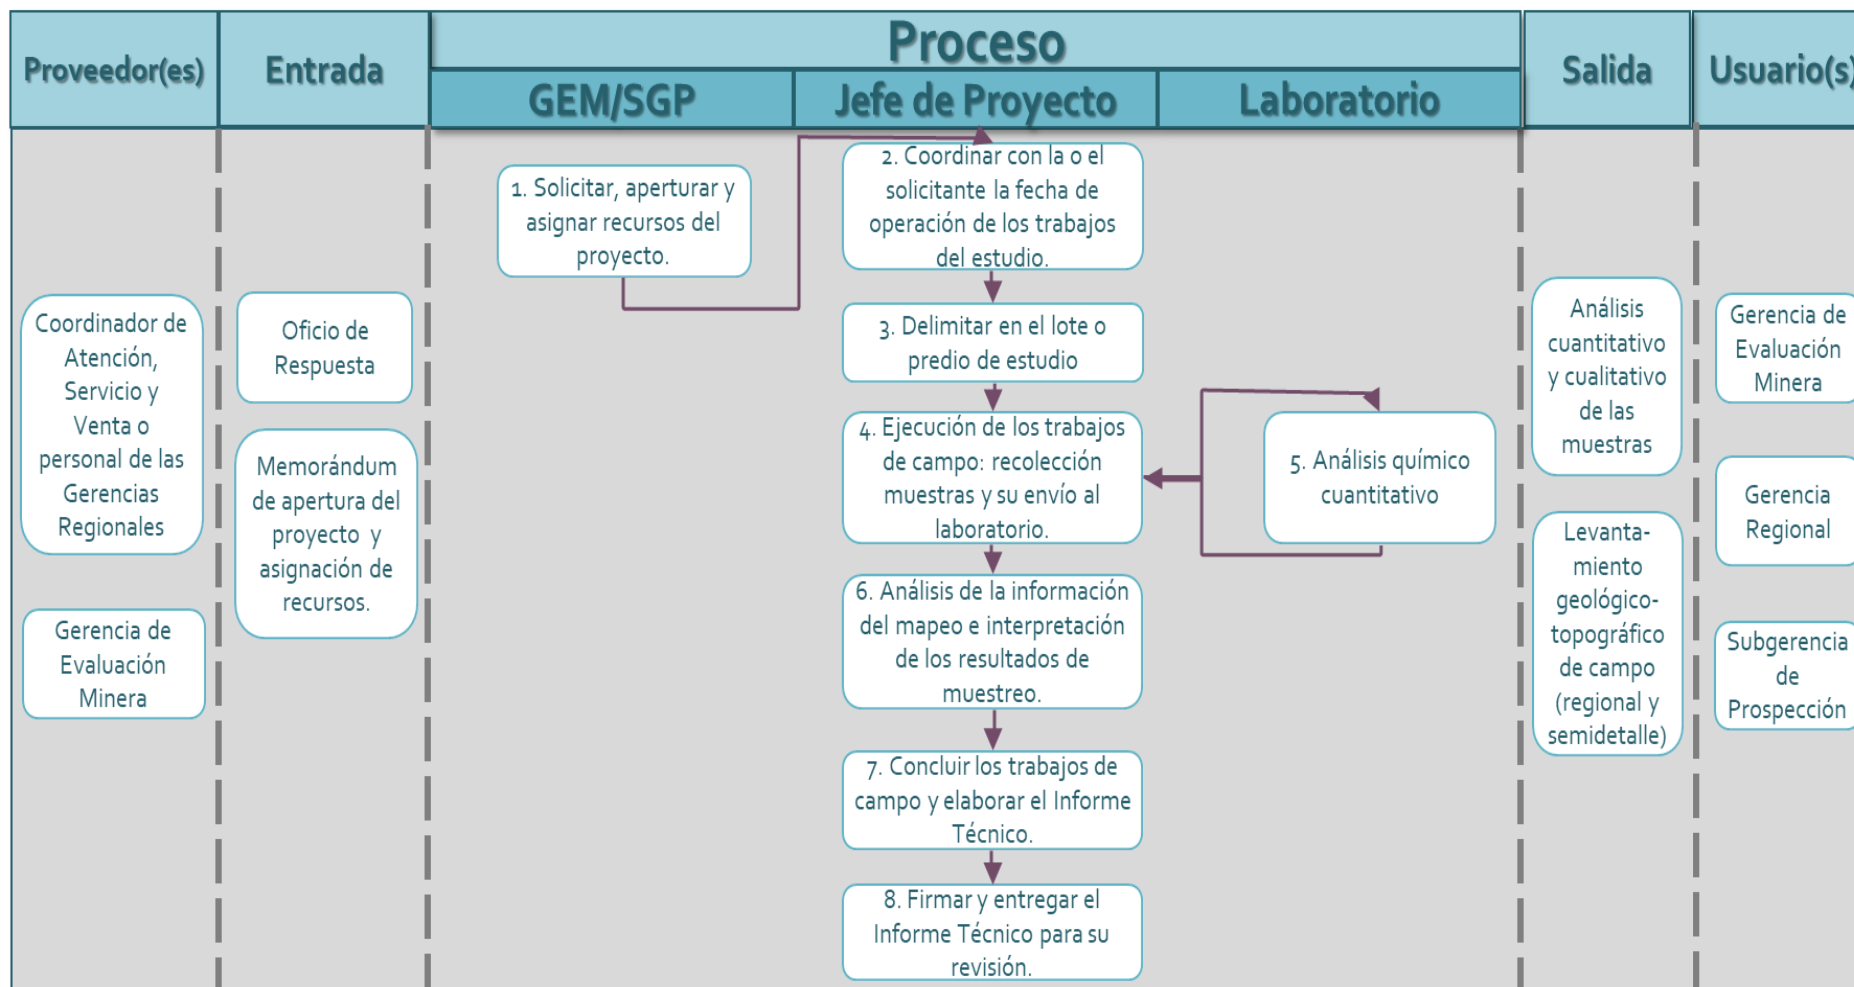 Proveedor(es)
Entrada
Proceso
GEM/SGP
Jefe de Proyecto
Laboratorio
Salida
Usuario(s)
Coordinador de
Atención,
Servicio y
Venta o
personal de las
Gerencias
Regionales
Gerencia de
Evaluación
Minera
Oficio de
Respuesta
Memorándum
de apertura del
proyecto y
asignación de
recursos.
1. Solicitar, aperturar y
asignar recursos del
proyecto.
2. Coordinar con la o el
solicitante la fecha de
operación de los trabajos
del estudio.
3. Delimitar en el lote o
predio de estudio
4. Ejecución de los trabajos
de campo: recolección
muestras y su envío al
laboratorio.
5. Análisis químico
cuantitativo
6. Análisis de la información
del mapeo e interpretación
de los resultados de
muestreo.
7. Concluir los trabajos de
campo y elaborar el Informe
Técnico.
8. Firmar y entregar el
Informe Técnico para su
revisión.
Análisis
cuantitativo
y cualitativo
de las
muestras
Levanta-
miento
geológico-
topográfico
de campo
(regional y
semidetalle)
Gerencia de
Evaluación
Minera
Gerencia
Regional
Subgerencia
de
Prospección